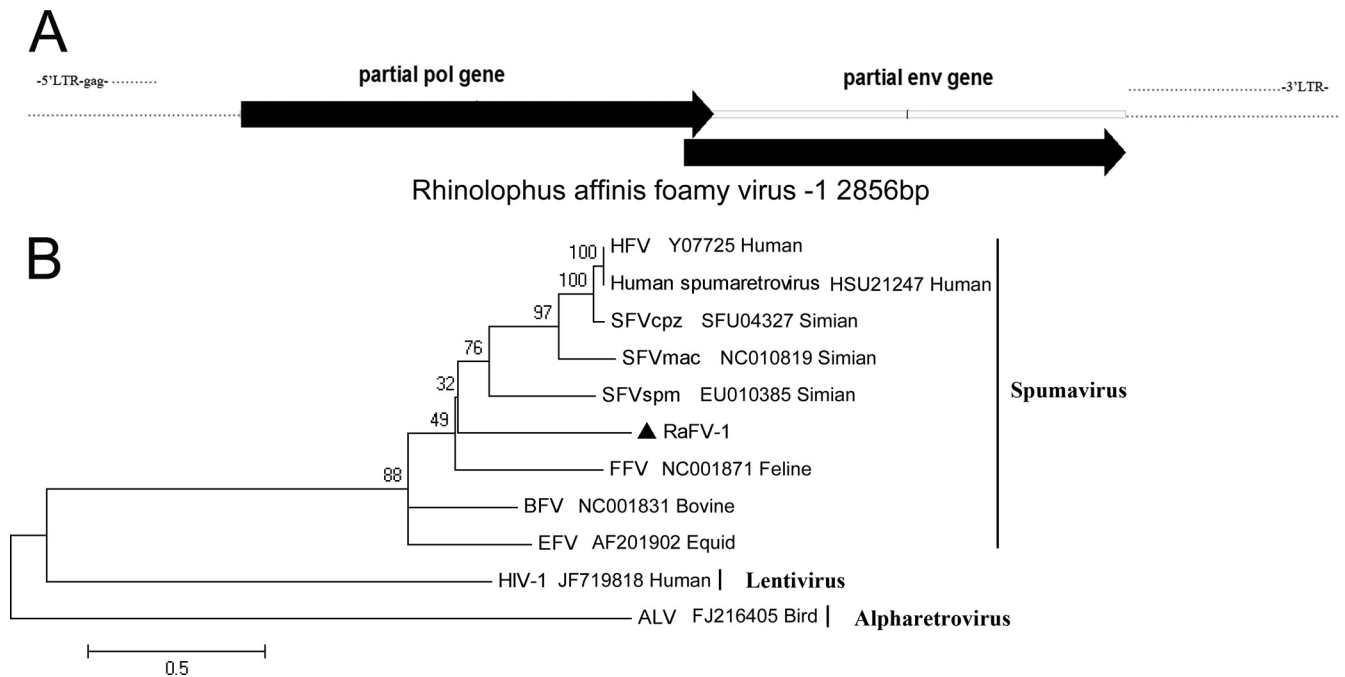 A
-5'LTR-gag-
partial pol gene
partial env gene
-3'LTR-
Rhinolophus affinis foamy virus -1 2856bp
B
100
HFV Y07725 Human
100
Human spumaretrovirus HSU21247 Human
97
SFVcpz SFU04327 Simian
76
SFVmac NC010819 Simian
32
SFVspm EU010385 Simian
Spumavirus
49
RaFV-1
88
FFV NC001871 Feline
BFV NC001831 Bovine
EFV AF201902 Equid
HIV-1 JF719818 Human
Lentivirus
ALV FJ216405 Bird
Alpharetrovirus
0.5